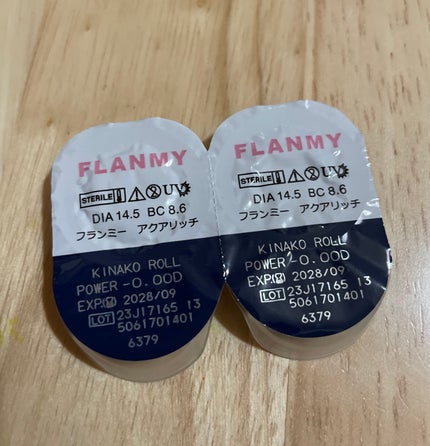 FLANMY
STERILE UV
DIA 14.5 BC 8.6
フランミー アクアリッチ
KINAKO ROLL
POWER -0.00D
EXP 2028/09
LOT 23J17165 13
5061701401
6379
FLANMY
STERILE UV
DIA 14.5 BC 8.6
フランミー アクアリッチ
KINAKO ROLL
POWER -0.00D
EXP 2028/09
LOT 23J17165 13
5061701401
6379